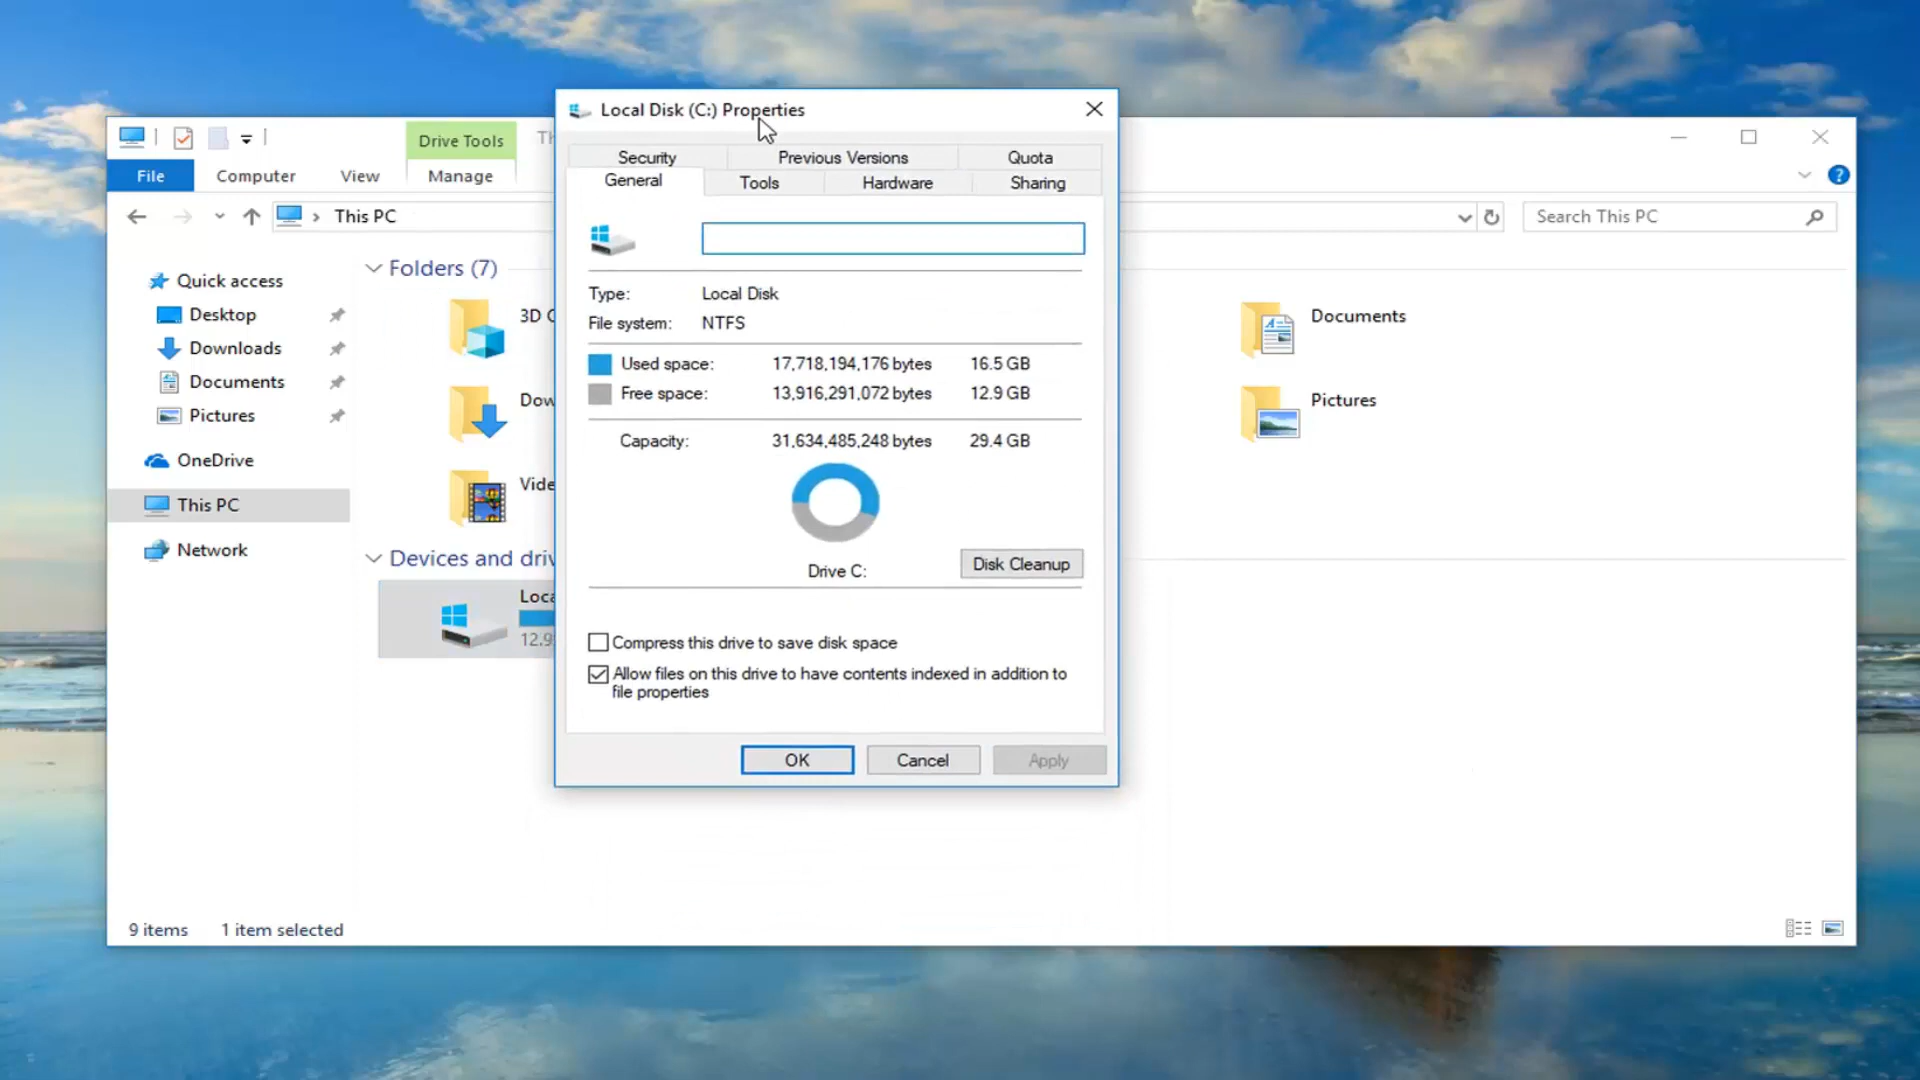 Local Disk (C:) Properties
Security Previous Versions Quota
General Tools Hardware Sharing
Type: Local Disk
File system: NTFS
Used space: 17,718,194,176 bytes 16.5 GB
Free space: 13,916,291,072 bytes 12.9 GB
Capacity: 31,634,485,248 bytes 29.4 GB
Drive C:
Disk Cleanup
Compress this drive to save disk space
Allow files on this drive to have contents indexed in addition to
file properties
OK Cancel Apply
Drive Tools
File Computer View Manage
This PC
Search This PC
Quick access
Desktop
Downloads
Documents
Pictures
OneDrive
This PC
Network
Folders (7)
3D
Documents
Pictures
Devices and
12.9
9 items 1 item selected